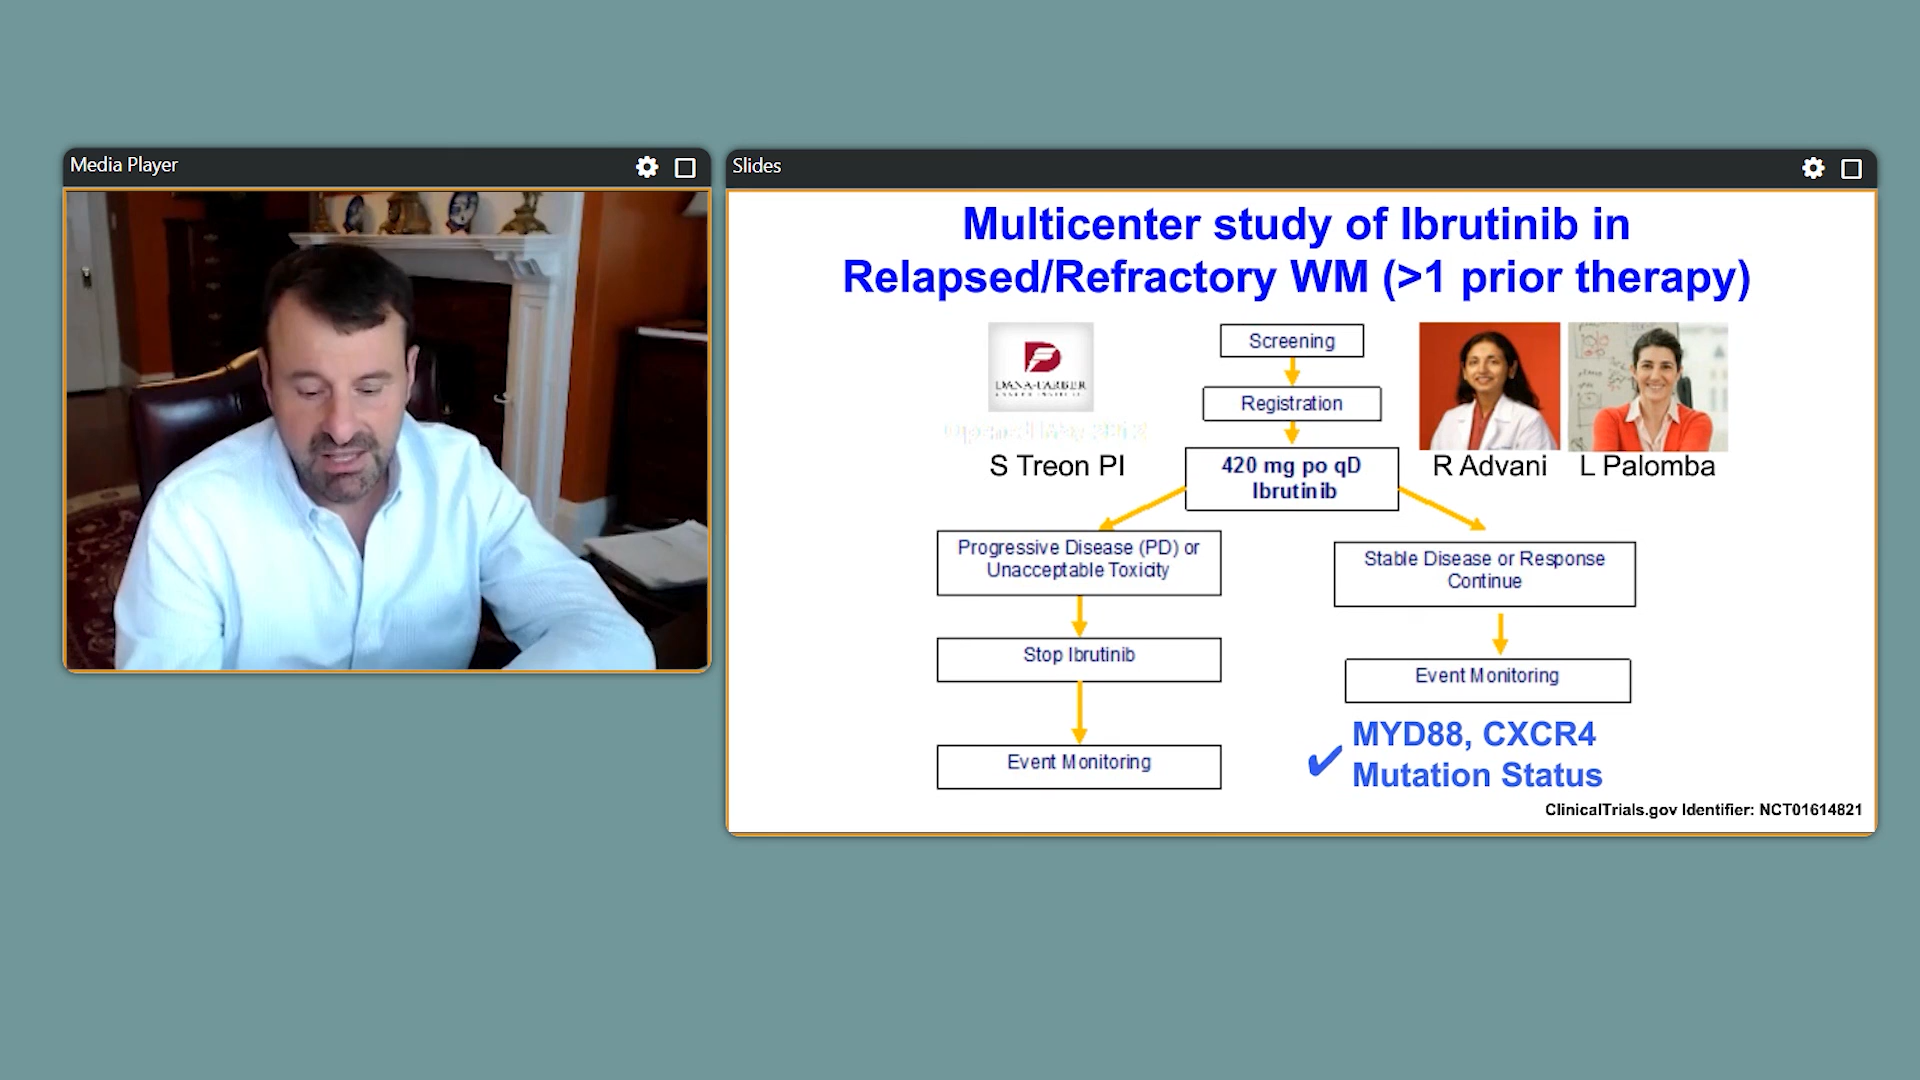 Media Player
Slides
Multicenter study of Ibrutinib in
Relapsed/Refractory WM (>1 prior therapy)
DANA-FARBER
S Treon PI
Screening
Registration
420 mg po qD
Ibrutinib
R Advani
L Palomba
Progressive Disease (PD) or
Unacceptable Toxicity
Stop Ibrutinib
Event Monitoring
Stable Disease or Response
Continue
Event Monitoring
✔ MYD88, CXCR4
Mutation Status
ClinicalTrials.gov Identifier: NCT01614821